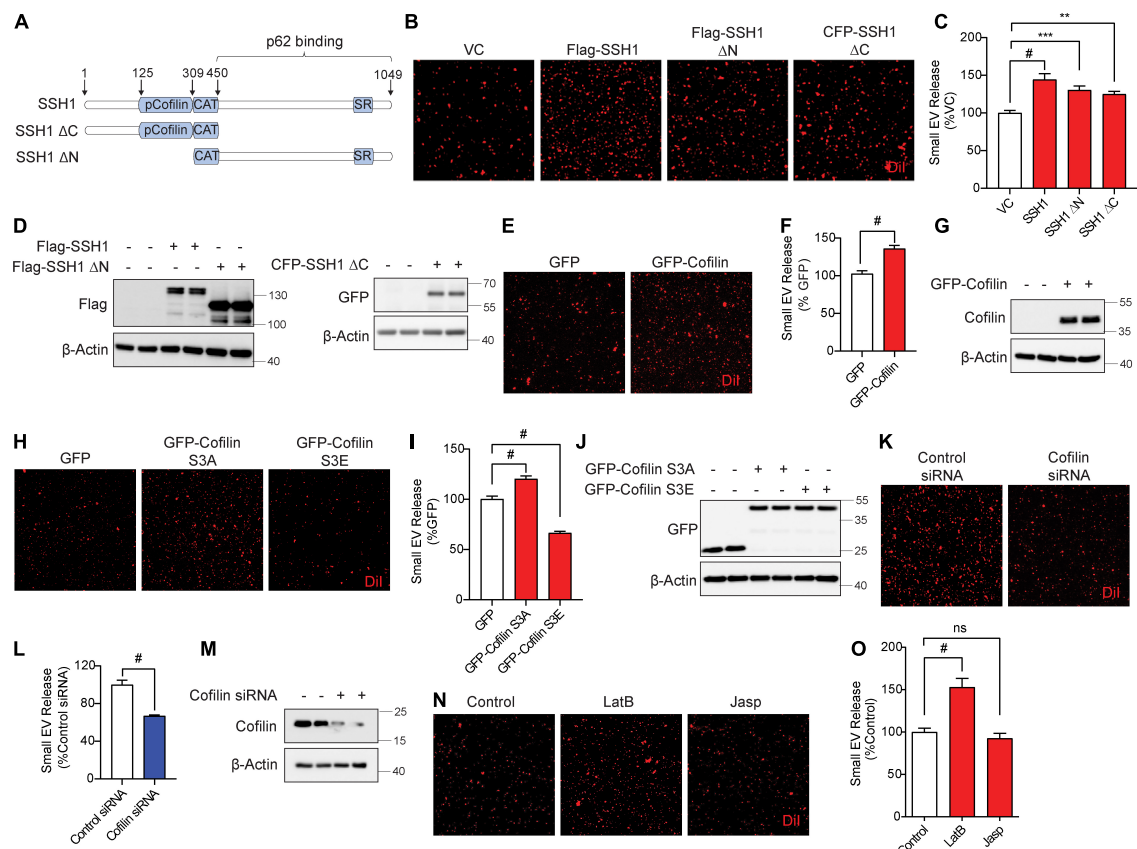 A
p62 binding
1 125 309 450 1049
SSH1 pCofilin CAT SR
SSH1 ΔC pCofilin CAT
SSH1 ΔN CAT SR
B
VC Flag-SSH1 Flag-SSH1 ΔN CFP-SSH1 ΔC
DiI
C
Small EV Release
(%VC)
**
***
#
150
100
50
0
VC SSH1 SSH1 ΔN SSH1 ΔC
D
Flag-SSH1 - - + + - -
Flag-SSH1 ΔN - - - - + +
Flag 130
100
β-Actin 40
CFP-SSH1 ΔC - - + +
GFP 70
55
β-Actin 40
E
GFP GFP-Cofilin
DiI
F
Small EV Release
(% GFP)
#
150
100
50
0
GFP GFP-Cofilin
G
GFP-Cofilin - - + +
Cofilin 55
35
β-Actin 40
H
GFP GFP-Cofilin S3A GFP-Cofilin S3E
DiI
I
Small EV Release
(%GFP)
#
#
150
100
50
0
GFP GFP-Cofilin S3A GFP-Cofilin S3E
J
GFP-Cofilin S3A - - + + - -
GFP-Cofilin S3E - - - - + +
GFP 55
35
25
β-Actin 40
K
Control siRNA Cofilin siRNA
DiI
L
Small EV Release
(%Control siRNA)
#
120
80
40
0
Control siRNA Cofilin siRNA
M
Cofilin siRNA - - + +
Cofilin 25
15
β-Actin 40
N
Control LatB Jasp
DiI
O
Small EV Release
(%Control)
ns
#
200
150
100
50
0
Control LatB Jasp